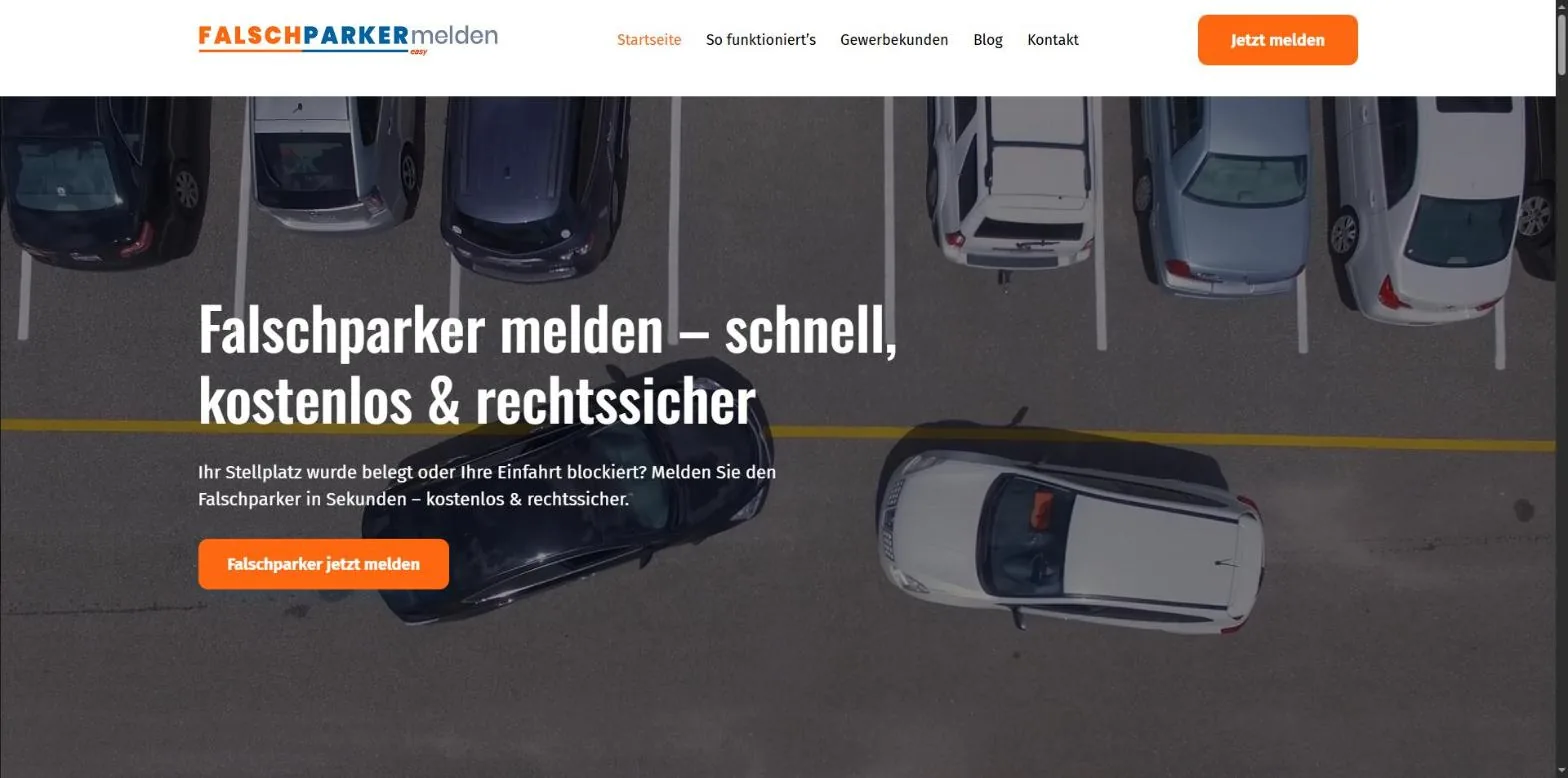 FALSCHPARKERmelden
easy
Startseite
So funktioniert's
Gewerbekunden
Blog
Kontakt
Jetzt melden
Falschparker melden – schnell,
kostenlos & rechtssicher
Ihr Stellplatz wurde belegt oder Ihre Einfahrt blockiert? Melden Sie den
Falschparker in Sekunden – kostenlos & rechtssicher.
Falschparker jetzt melden